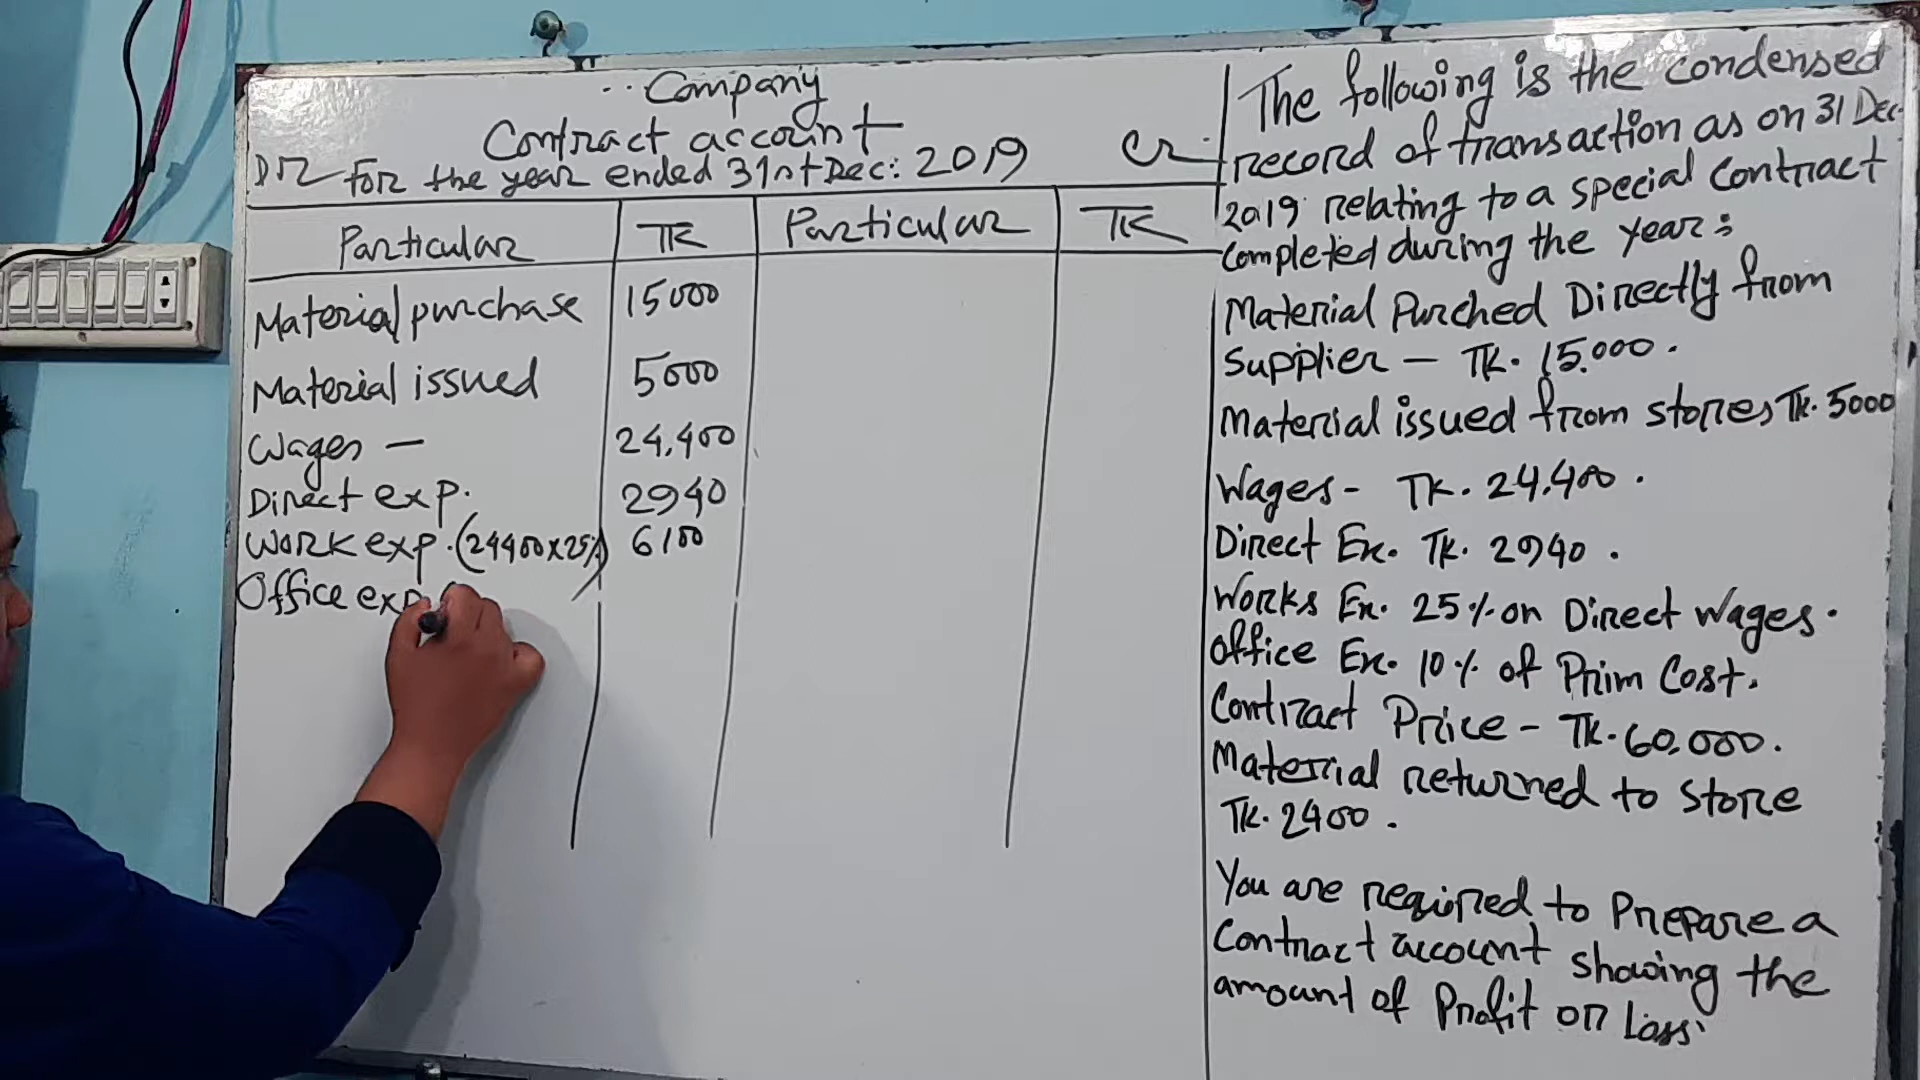 .. Company
Contract account
DR For the year ended 31st Dec: 2019 Cr.
Particular TK Particular TK
Material purchase 15000
Material issued 5000
Wages — 24,400
Direct exp. 2940
Work exp. (24400x25%) 6100
Office exp (
The following is the condensed
record of transaction as on 31 Dec
2019 relating to a special contract
completed during the year:
Material Purched Directly from
Supplier — TK. 15.000.
Material issued from stores TK. 5000
Wages - TK. 24,400.
Direct Ex. TK. 2940.
Works Ex. 25% on Direct wages.
Office Ex. 10% of Prim Cost.
Contract Price - TK. 60,000.
Material returned to store
TK. 2400.
You are required to Prepare a
Contract account showing the
amount of Profit or Loss.